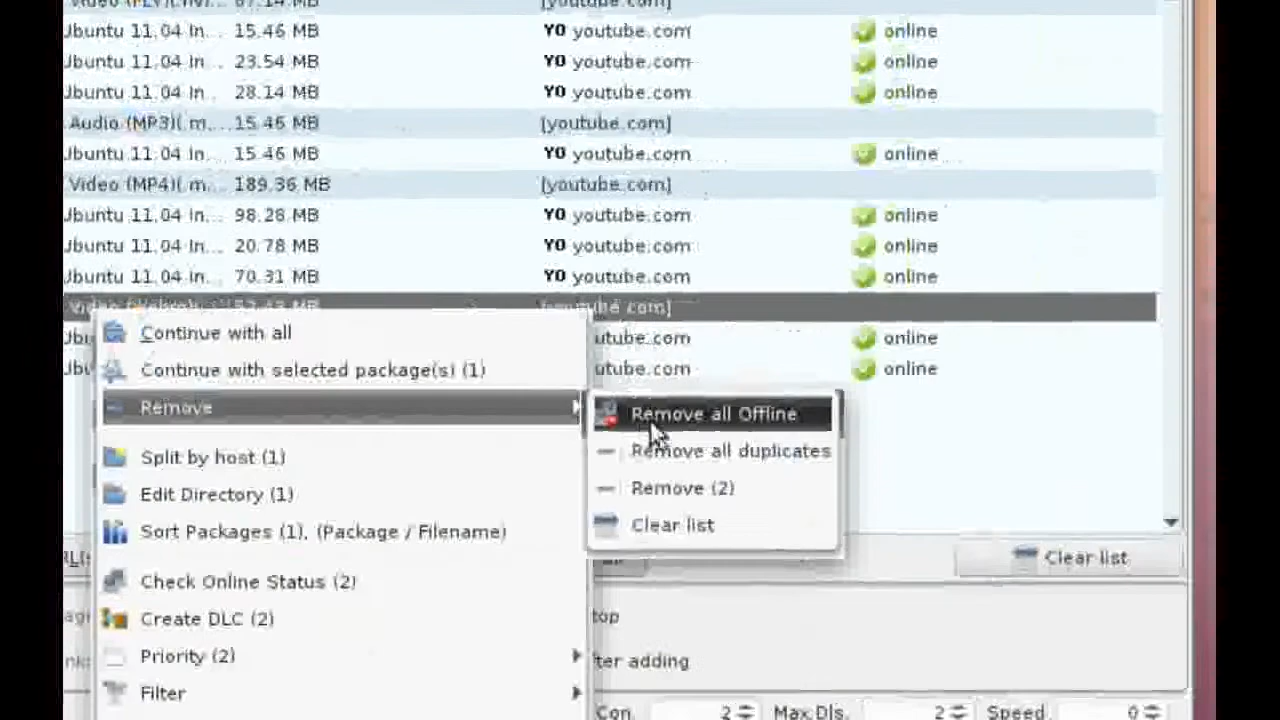 Video (FLV)( hi/... 67.14 MB [youtube.com]
Ubuntu 11.04 In... 15.46 MB YO youtube.com online
Ubuntu 11.04 In... 23.54 MB YO youtube.com online
Ubuntu 11.04 In... 28.14 MB YO youtube.com online
Audio (MP3)( m... 15.46 MB [youtube.com]
Ubuntu 11.04 In... 15.46 MB YO youtube.com online
Video (MP4)( m... 189.36 MB [youtube.com]
Ubuntu 11.04 In... 98.28 MB YO youtube.com online
Ubuntu 11.04 In... 20.78 MB YO youtube.com online
Ubuntu 11.04 In... 70.31 MB YO youtube.com online
Video 52.43 MB [youtube.com]
utube.com online
utube.com online
Continue with all
Continue with selected package(s) (1)
Remove
Remove all Offline
Remove all duplicates
Remove (2)
Clear list
Split by host (1)
Edit Directory (1)
Sort Packages (1), (Package / Filename)
Check Online Status (2)
Create DLC (2)
Priority (2)
Filter
Clear list
top
ter adding
Con. 2 Max.Dls. 2 Speed. 0